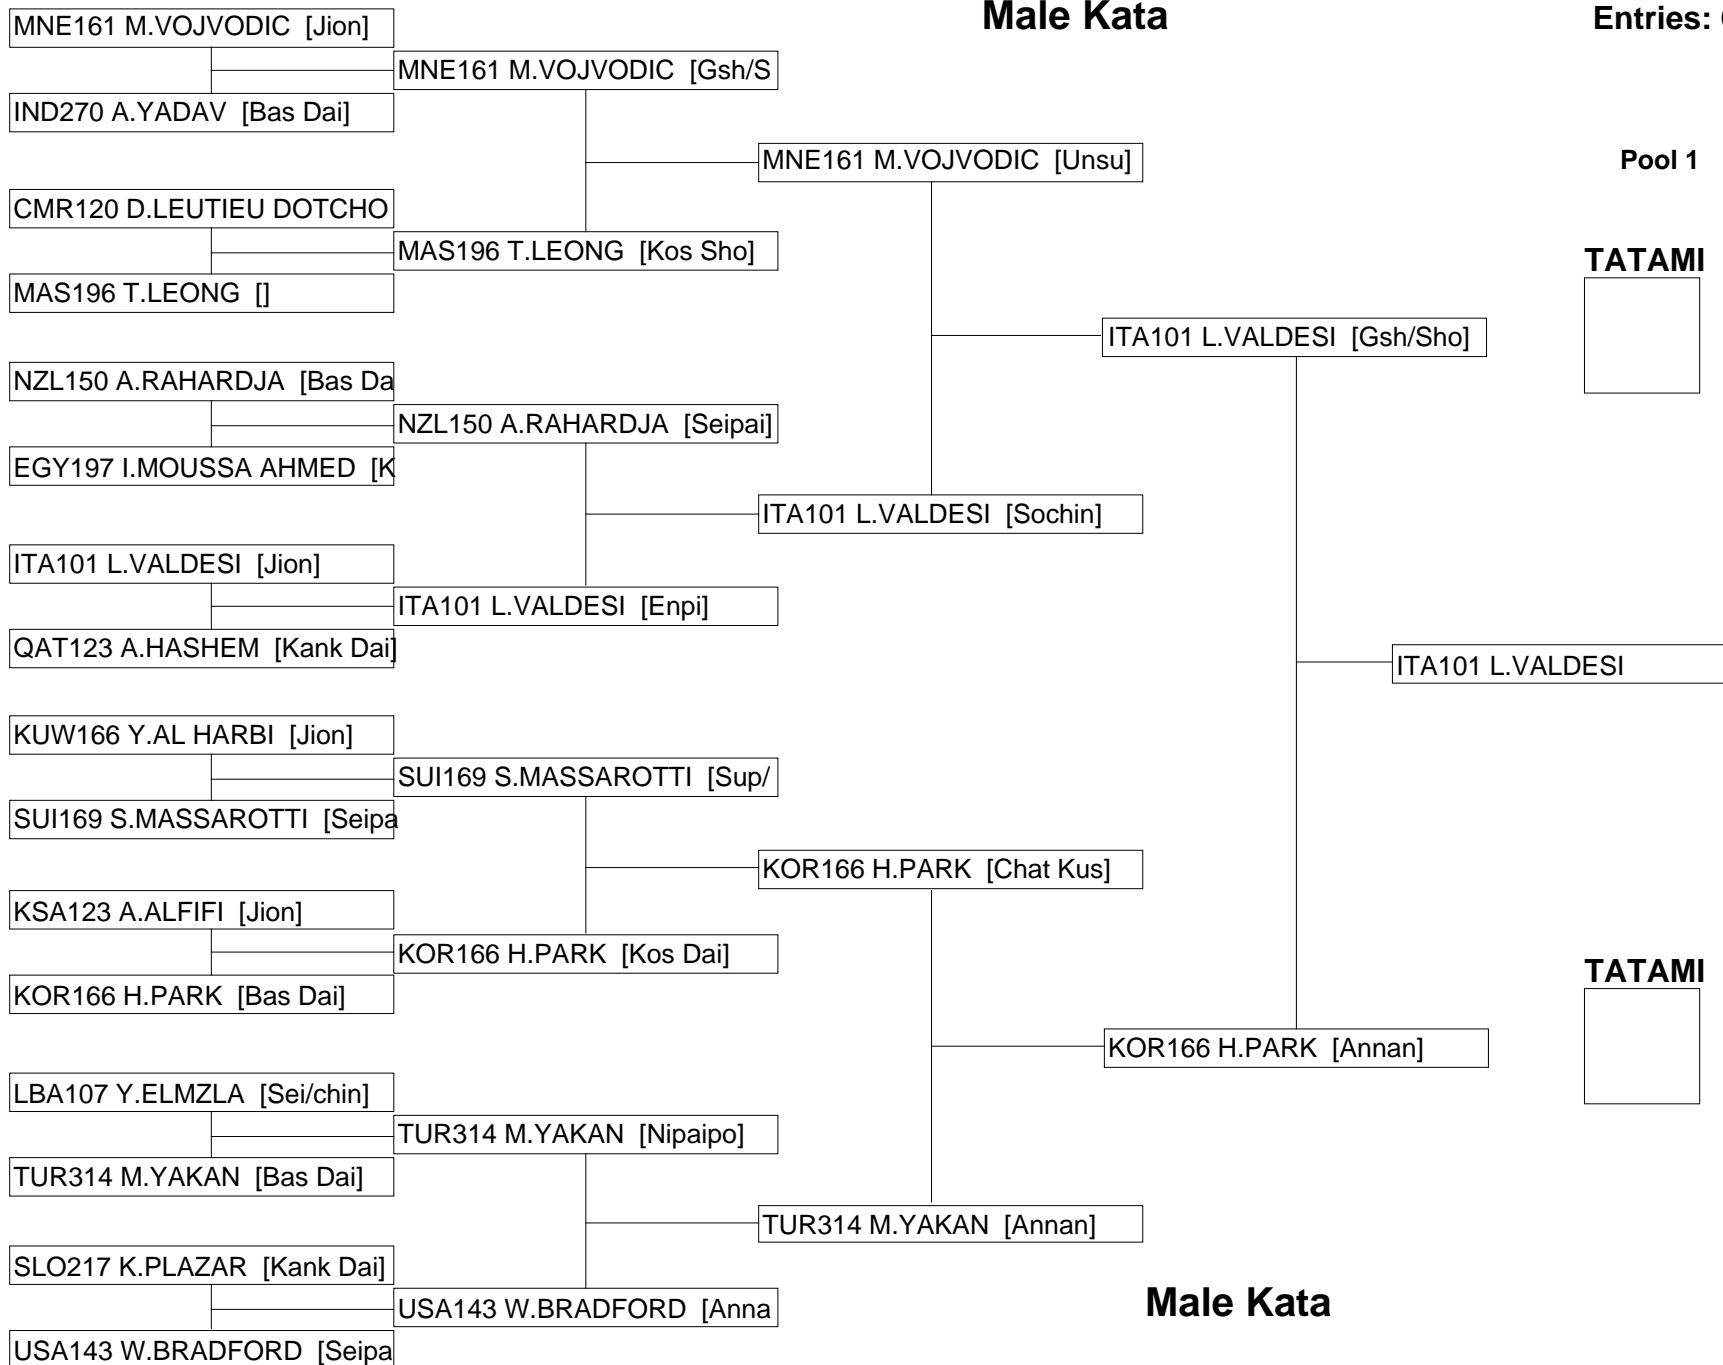 Male Kata
Entries:
Pool 1
MNE161 M.VOJVODIC [Jion]
IND270 A.YADAV [Bas Dai]
CMR120 D.LEUTIEU DOTCHO
MAS196 T.LEONG []
NZL150 A.RAHARDJA [Bas Da
EGY197 I.MOUSSA AHMED [K
ITA101 L.VALDESI [Jion]
QAT123 A.HASHEM [Kank Dai]
KUW166 Y.AL HARBI [Jion]
SUI169 S.MASSAROTTI [Seipa
KSA123 A.ALFIFI [Jion]
KOR166 H.PARK [Bas Dai]
LBA107 Y.ELMZLA [Sei/chin]
TUR314 M.YAKAN [Bas Dai]
SLO217 K.PLAZAR [Kank Dai]
USA143 W.BRADFORD [Seipa
MNE161 M.VOJVODIC [Gsh/S
MAS196 T.LEONG [Kos Sho]
NZL150 A.RAHARDJA [Seipai]
ITA101 L.VALDESI [Enpi]
SUI169 S.MASSAROTTI [Sup/
KOR166 H.PARK [Kos Dai]
TUR314 M.YAKAN [Nipaipo]
USA143 W.BRADFORD [Anna
MNE161 M.VOJVODIC [Unsu]
ITA101 L.VALDESI [Sochin]
KOR166 H.PARK [Chat Kus]
TUR314 M.YAKAN [Annan]
ITA101 L.VALDESI [Gsh/Sho]
KOR166 H.PARK [Annan]
ITA101 L.VALDESI
TATAMI
TATAMI
Male Kata